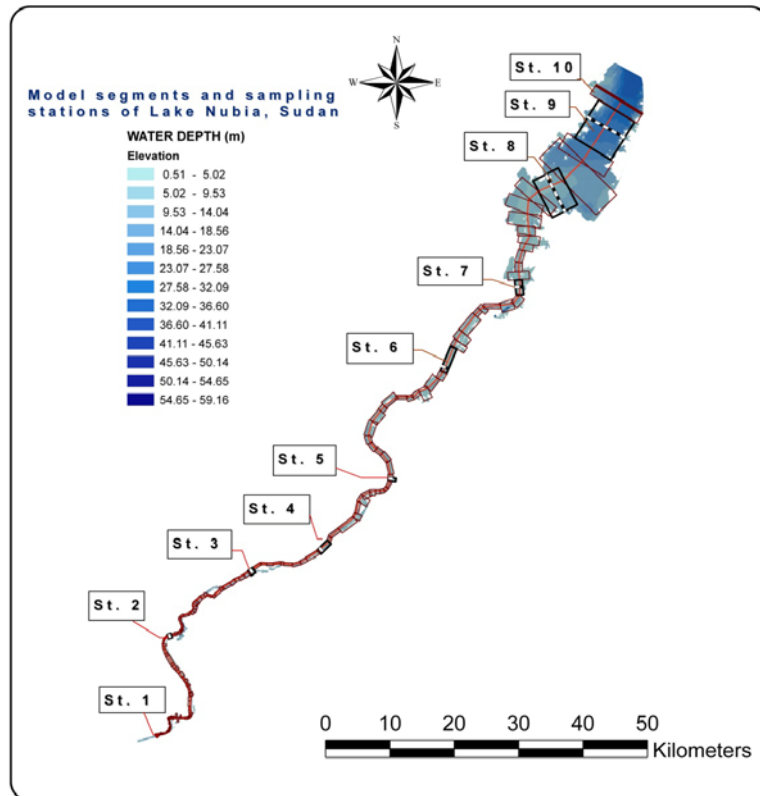 N
W E
S
Model segments and sampling
stations of Lake Nubia, Sudan
WATER DEPTH (m)
Elevation
0.51 - 5.02
5.02 - 9.53
9.53 - 14.04
14.04 - 18.56
18.56 - 23.07
23.07 - 27.58
27.58 - 32.09
32.09 - 36.60
36.60 - 41.11
41.11 - 45.63
45.63 - 50.14
50.14 - 54.65
54.65 - 59.16
St. 10
St. 9
St. 8
St. 7
St. 6
St. 5
St. 4
St. 3
St. 2
St. 1
0 10 20 30 40 50
Kilometers